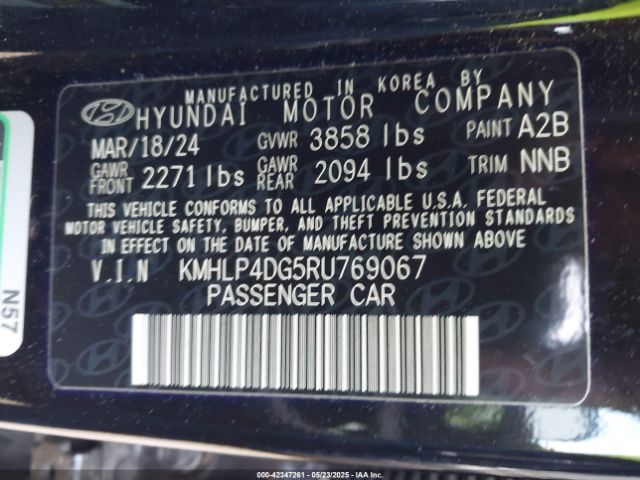 MANUFACTURED IN KOREA BY
HYUNDAI MOTOR COMPANY
MAR/18/24 GVWR 3858 lbs PAINT A2B
GAWR FRONT 2271 lbs GAWR REAR 2094 lbs TRIM NNB
THIS VEHICLE CONFORMS TO ALL APPLICABLE U.S.A. FEDERAL
MOTOR VEHICLE SAFETY, BUMPER, AND THEFT PREVENTION STANDARDS
IN EFFECT ON THE DATE OF MANUFACTURE SHOWN ABOVE.
V.I.N KMHLP4DG5RU769067
PASSENGER CAR
N57
000-42347261 - 05/23/2025 - IAAI.COM